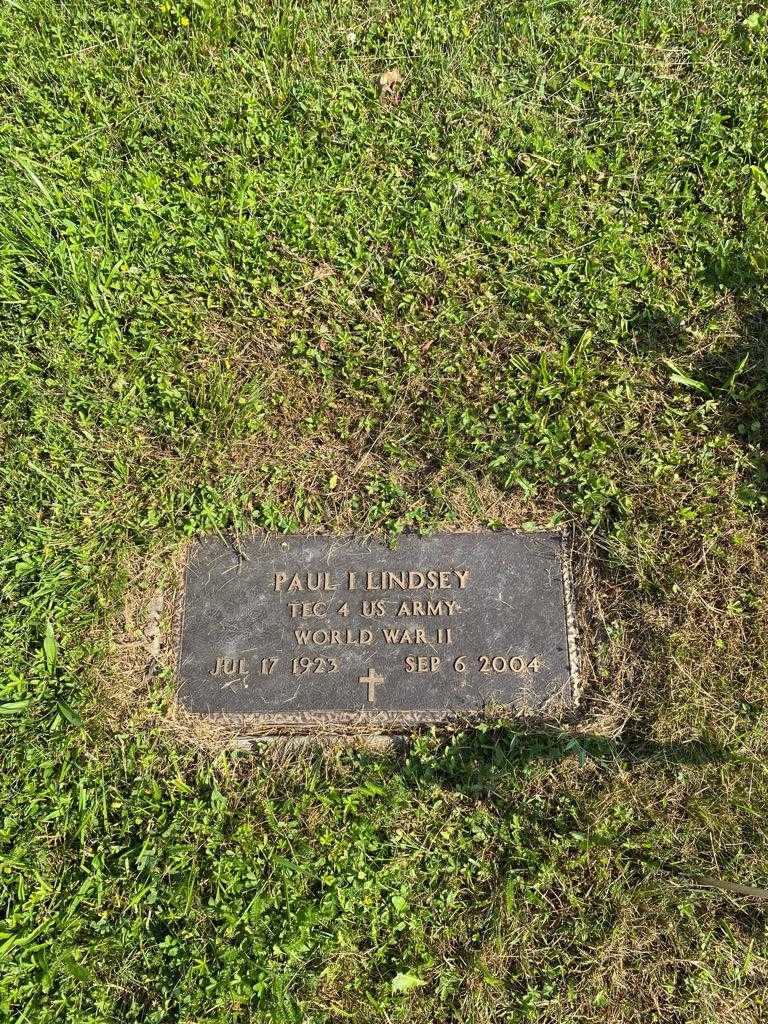 PAUL I LINDSEY
TEC 4 US ARMY
WORLD WAR II
JUL 17 1923 SEP 6 2004